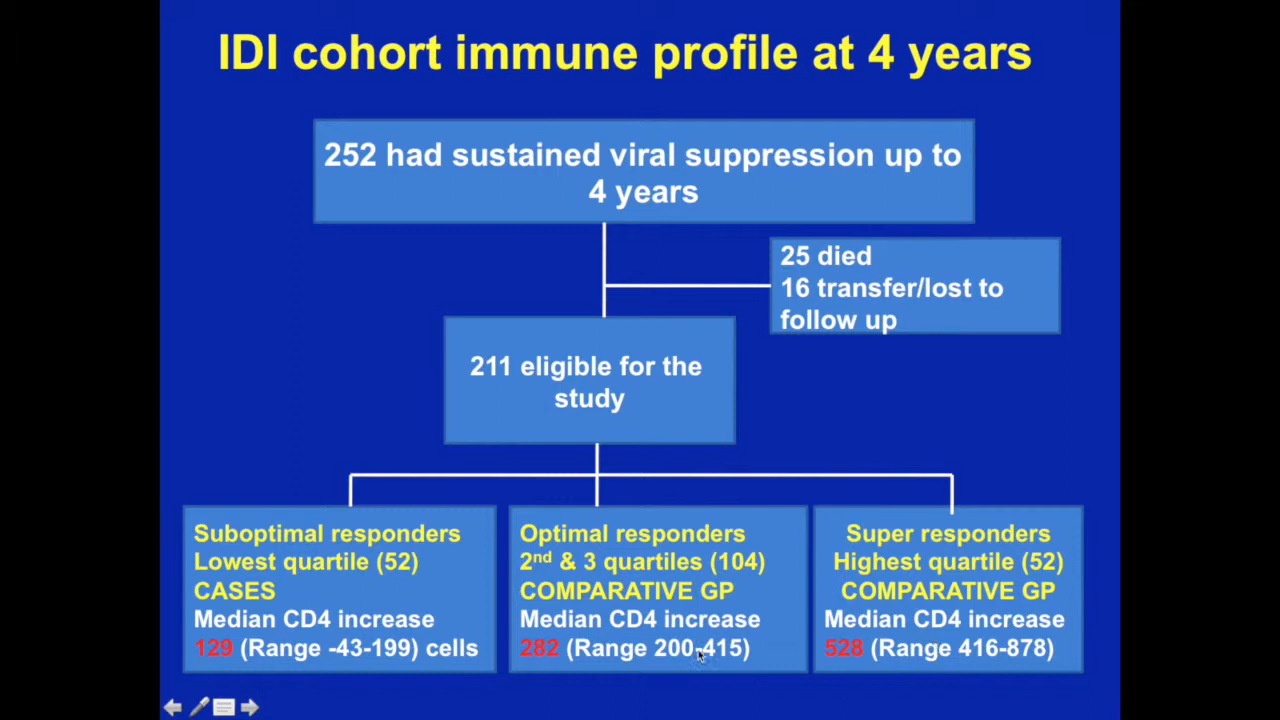 IDI cohort immune profile at 4 years
252 had sustained viral suppression up to
4 years
25 died
16 transfer/lost to
follow up
211 eligible for the
study
Suboptimal responders
Lowest quartile (52)
CASES
Median CD4 increase
129 (Range -43-199) cells
Optimal responders
2nd & 3 quartiles (104)
COMPARATIVE GP
Median CD4 increase
282 (Range 200-415)
Super responders
Highest quartile (52)
COMPARATIVE GP
Median CD4 increase
528 (Range 416-878)